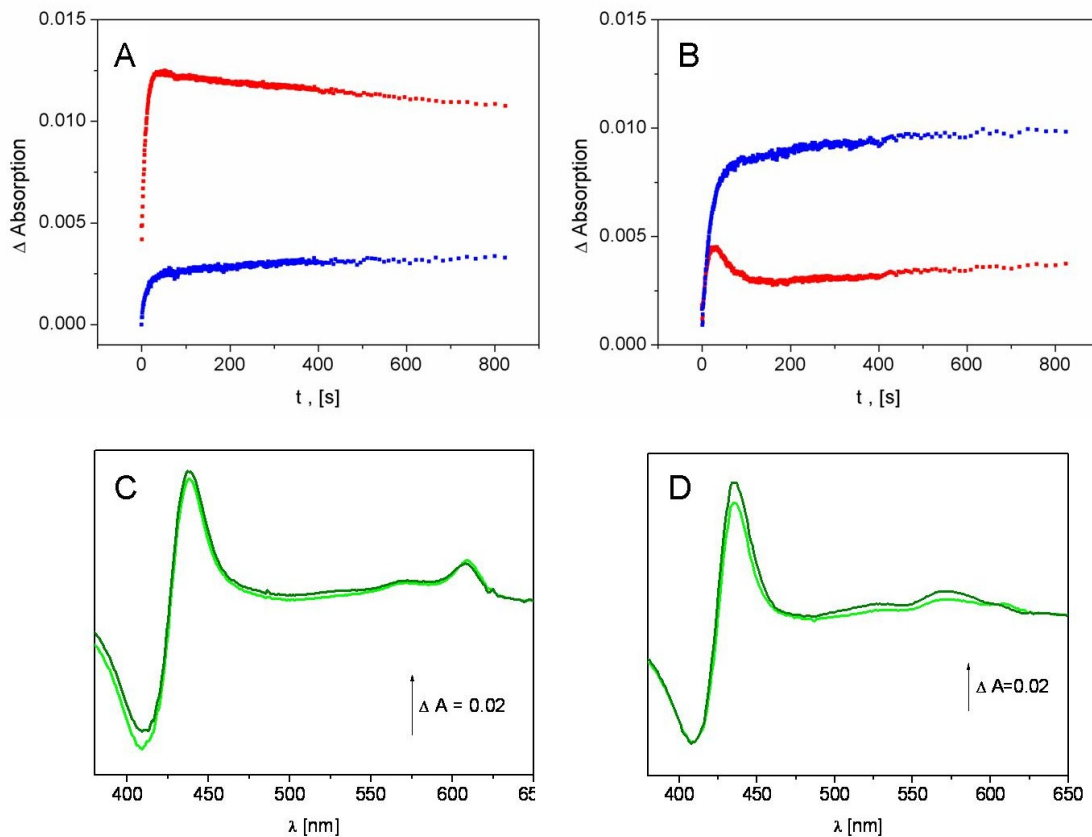 A
0.015
0.010
0.005
0.000
Δ Absorption
0 200 400 600 800
t , [s]
B
0.015
0.010
0.005
0.000
Δ Absorption
0 200 400 600 800
t , [s]
C
Δ A = 0.02
400 450 500 550 600 65
λ [nm]
D
Δ A=0.02
400 450 500 550 600 650
λ [nm]